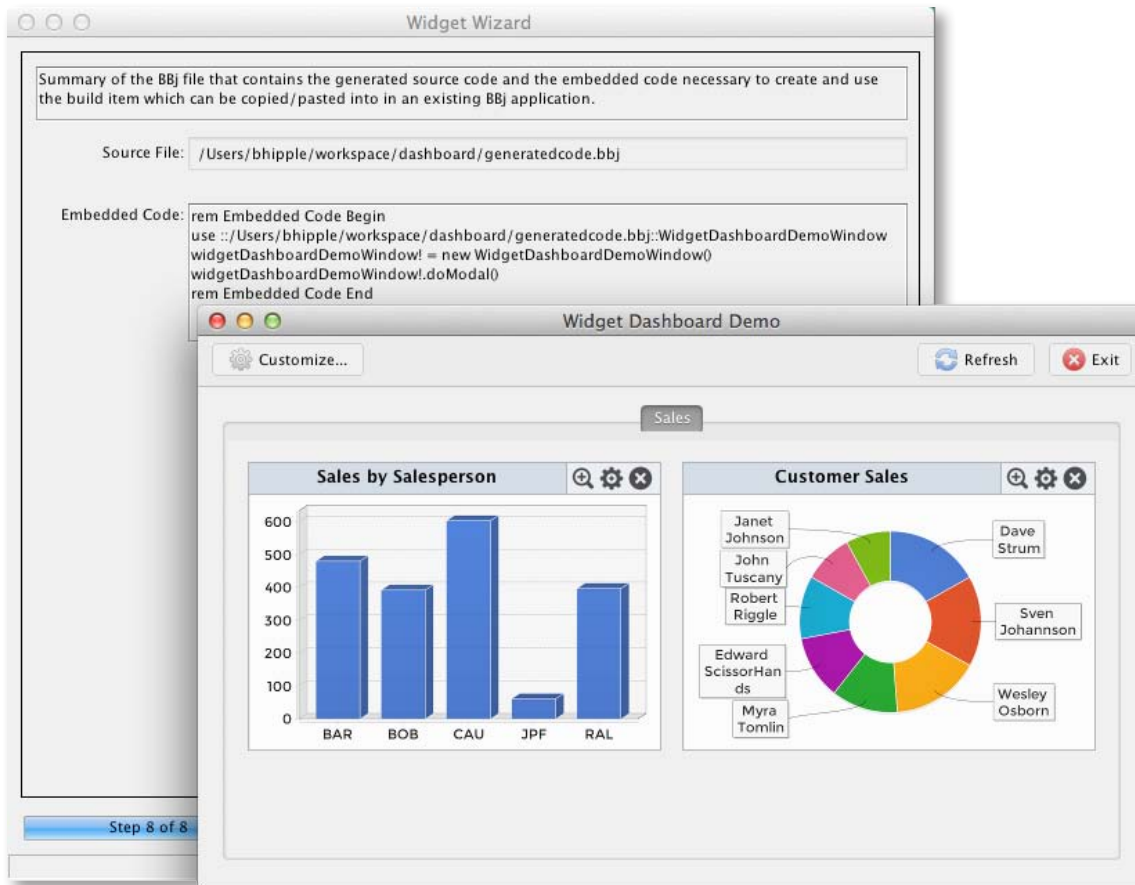 Widget Wizard
Summary of the BBj file that contains the generated source code and the embedded code necessary to create and use
the build item which can be copied/pasted into in an existing BBj application.
Source File: /Users/bhipple/workspace/dashboard/generatedcode.bbj
Embedded Code: rem Embedded Code Begin
use ::/Users/bhipple/workspace/dashboard/generatedcode.bbj::WidgetDashboardDemoWindow
widgetDashboardDemoWindow! = new WidgetDashboardDemoWindow()
widgetDashboardDemoWindow!.doModal()
rem Embedded Code End
Widget Dashboard Demo
Customize... Refresh Exit
Sales
Sales by Salesperson
600
500
400
300
200
100
0
BAR BOB CAU JPF RAL
Customer Sales
Janet
Johnson
John
Tuscany
Robert
Riggle
Edward
ScissorHan
ds
Myra
Tomlin
Dave
Strum
Sven
Johannson
Wesley
Osborn
Step 8 of 8